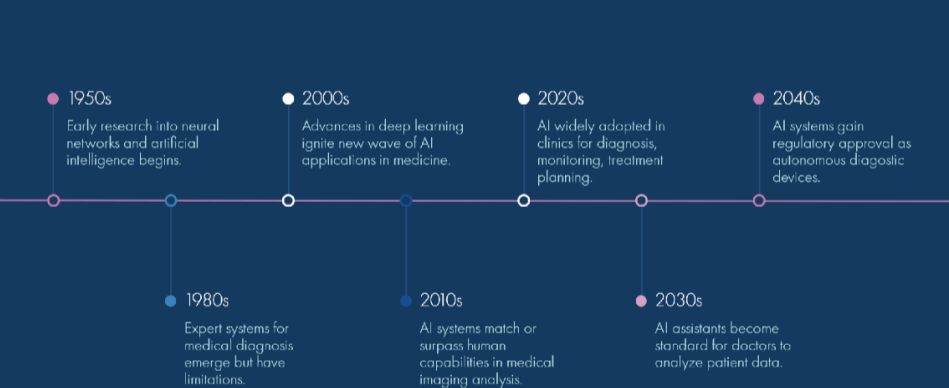 1950s
Early research into neural
networks and artificial
intelligence begins.
2000s
Advances in deep learning
ignite new wave of AI
applications in medicine.
2020s
AI widely adopted in
clinics for diagnosis,
monitoring, treatment
planning.
2040s
AI systems gain
regulatory approval as
autonomous diagostic
devices.
1980s
Expert systems for
medical diagnosis
emerge but have
limitations.
2010s
AI systems match or
surpass human
capabilities in medical
imaging analysis.
2030s
AI assistants become
standard for doctors to
analyze patient data.